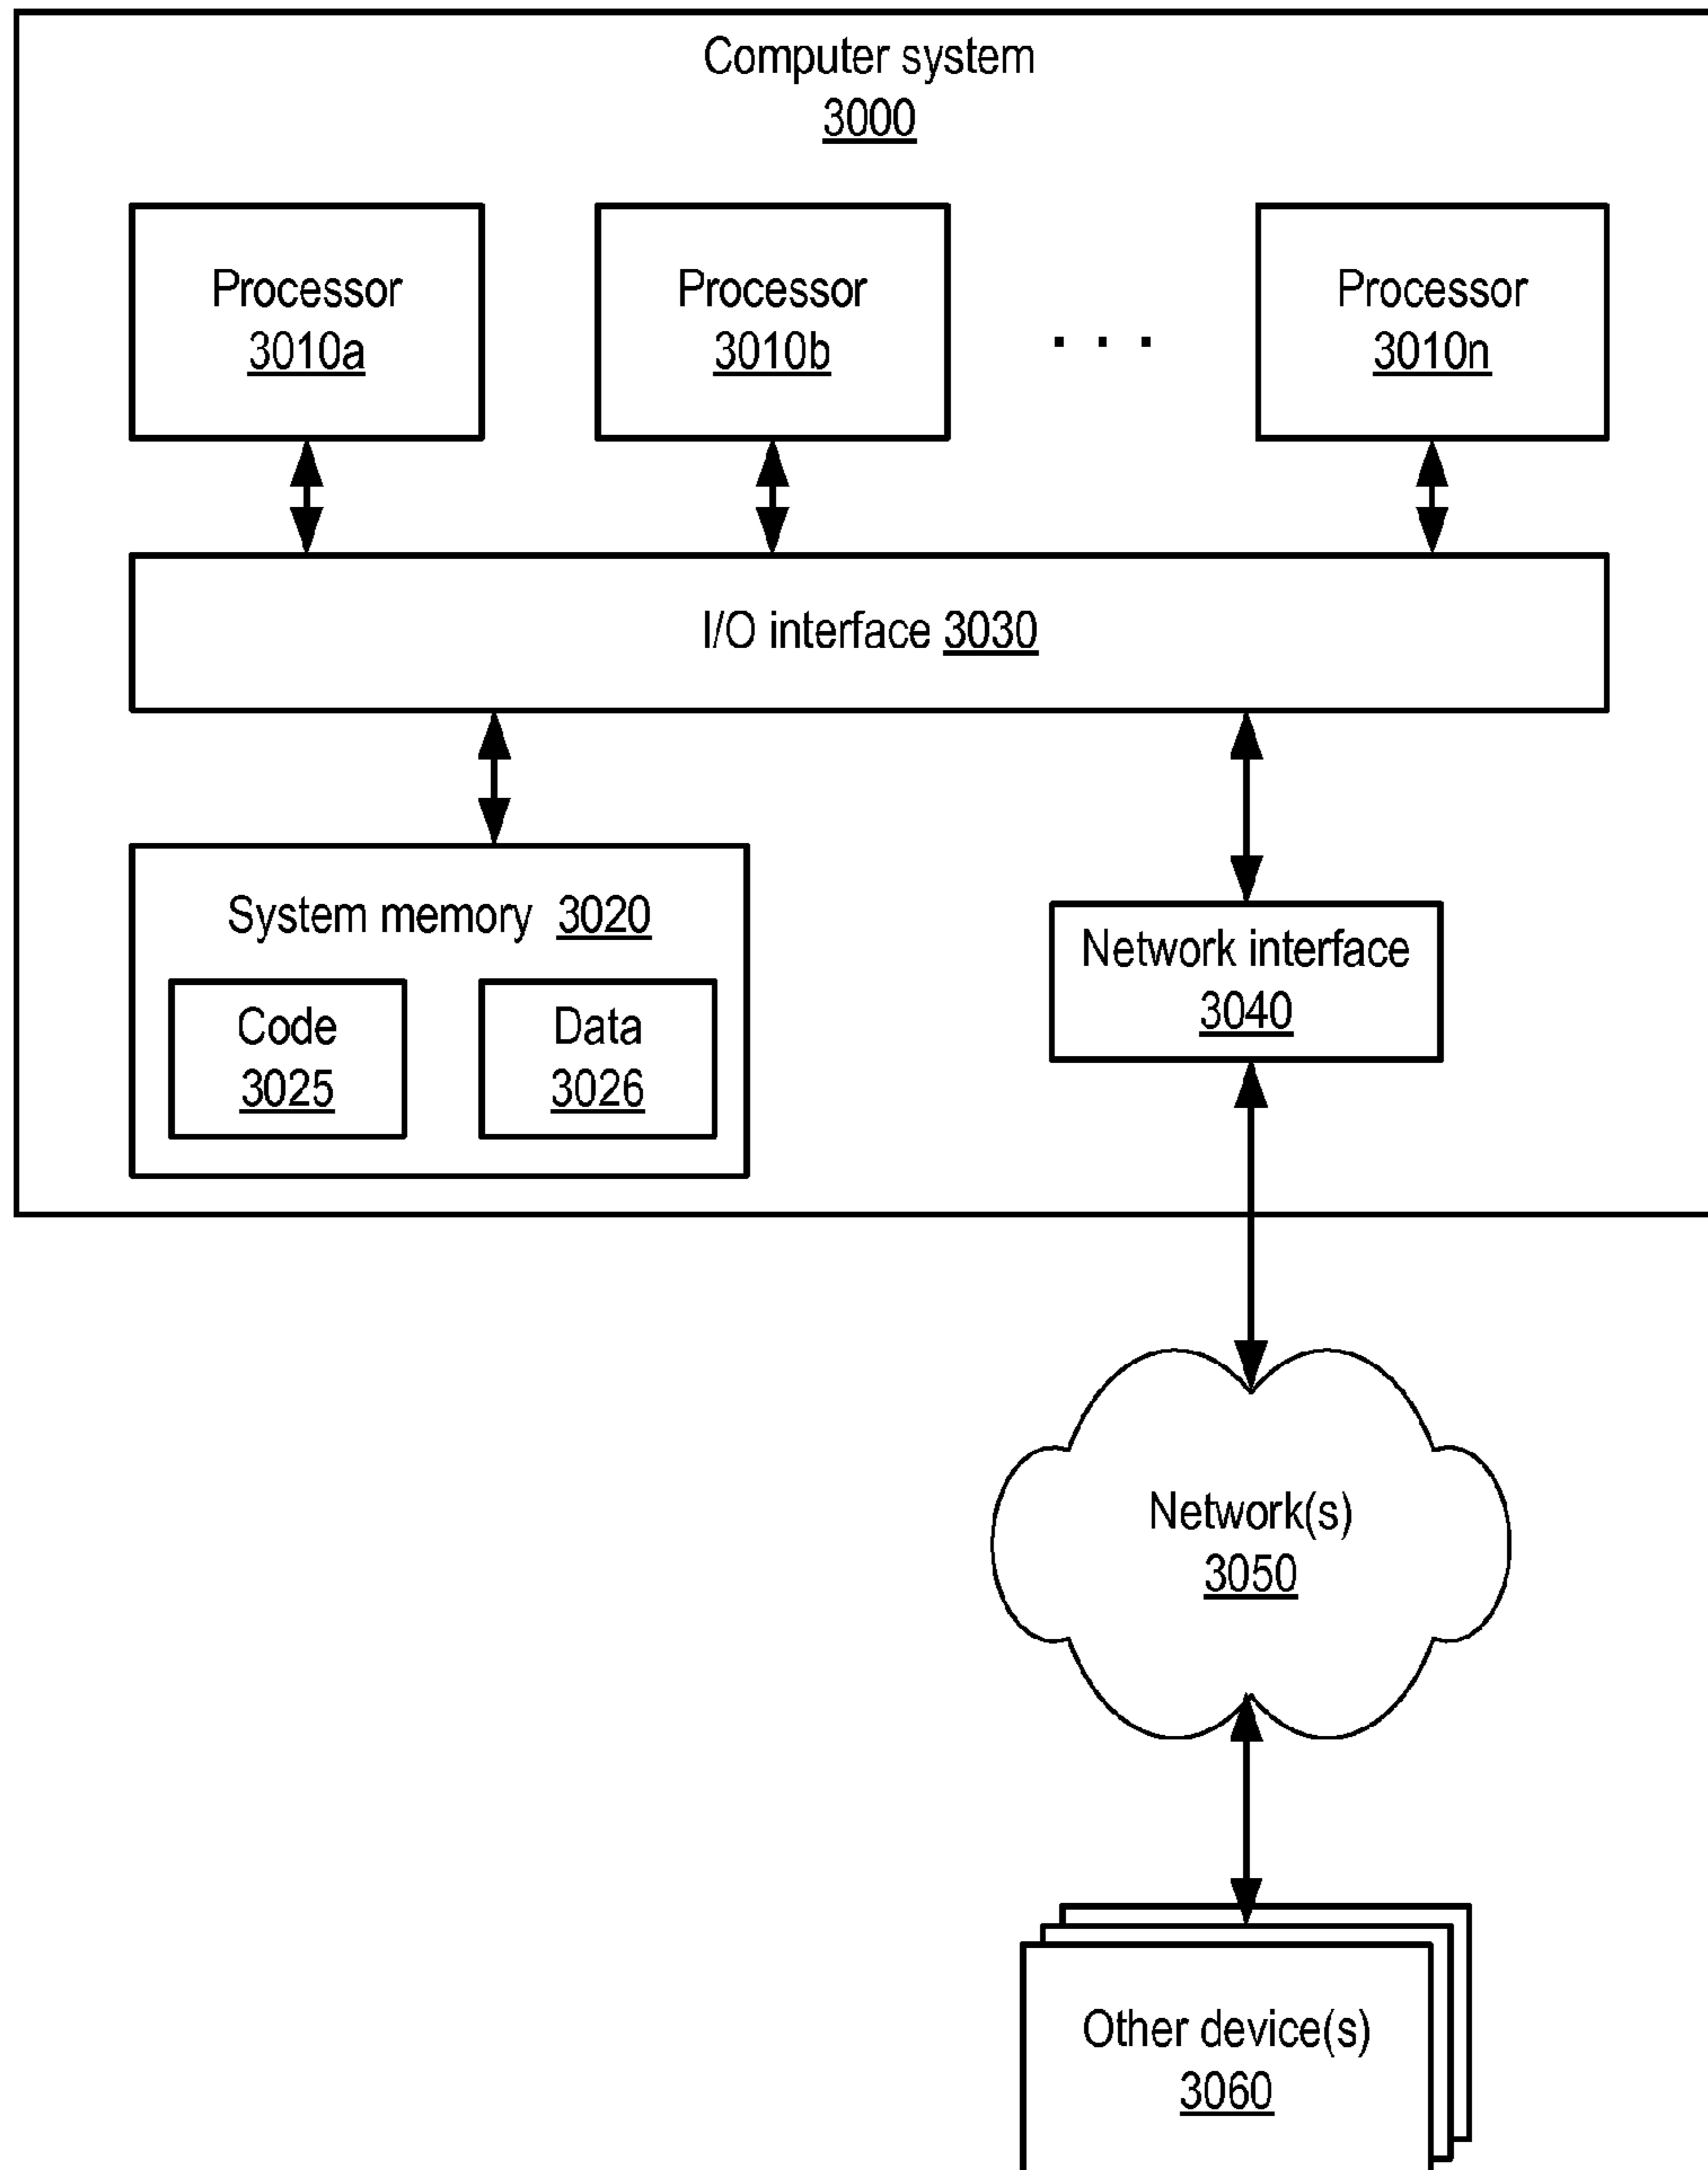 Computer system
3000
Processor
3010a
Processor
3010b
. . .
Processor
3010n
I/O interface 3030
System memory 3020
Code
3025
Data
3026
Network interface
3040
Network(s)
3050
Other device(s)
3060